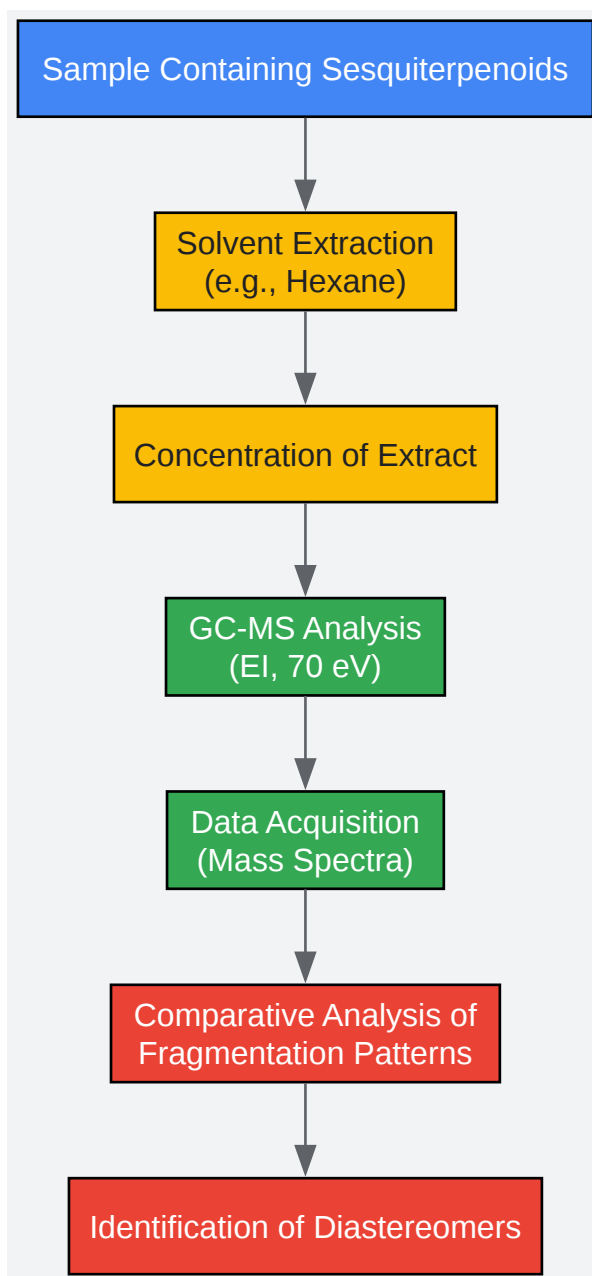 Sample Containing Sesquiterpenoids
Solvent Extraction
(e.g., Hexane)
Concentration of Extract
GC-MS Analysis
(EI, 70 eV)
Data Acquisition
(Mass Spectra)
Comparative Analysis of
Fragmentation Patterns
Identification of Diastereomers